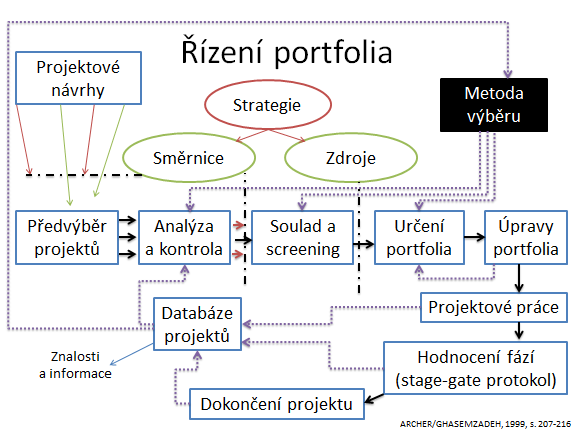 Řízení portfolia
Projektové
návrhy
Strategie
Metoda
výběru
Směrnice
Zdroje
Předvýběr
projektů
Analýza
a kontrola
Soulad a
screening
Určení
portfolia
Úpravy
portfolia
Databáze
projektů
Projektové práce
Znalosti
a informace
Hodnocení fází
(stage-gate protokol)
Dokončení projektu
ARCHER/GHASEMZADEH, 1999, s. 207-216